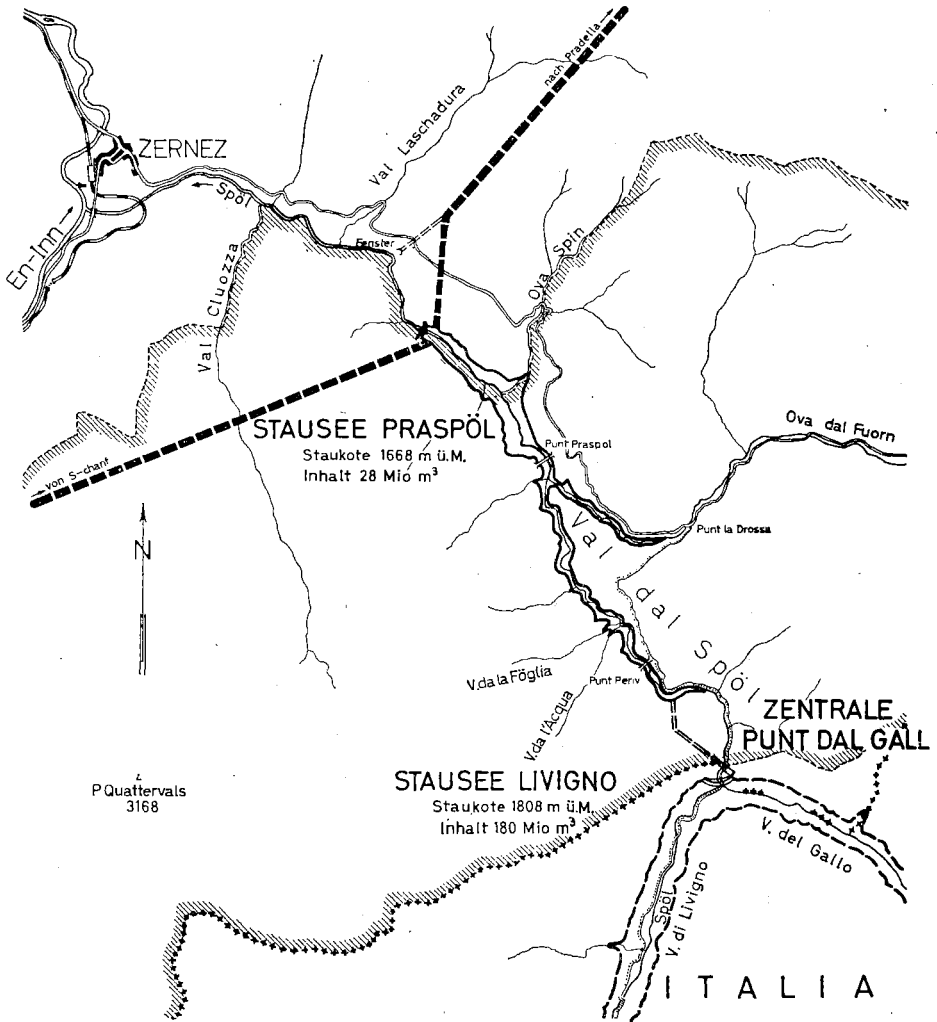 nach Pradella
Val Laschadura
ZERNEZ
Spöl
En-Inn
Fenster
Ova Spin
Val Cluozza
STAUSEE PRASPÖL
Staukote 1668 m ü.M.
Inhalt 28 Mio m³
Punt Praspol
Ova dal Fuorn
von S-chanf
Punt la Drossa
N
Val dal Spöl
V. da la Föglia
Punt Periv
V. da l'Acqua
ZENTRALE
PUNT DAL GALL
STAUSEE LIVIGNO
Staukote 1808 m ü.M.
Inhalt 180 Mio m³
P Quattervals
3168
V. del Gallo
Spöl
V. di Livigno
ITALIA